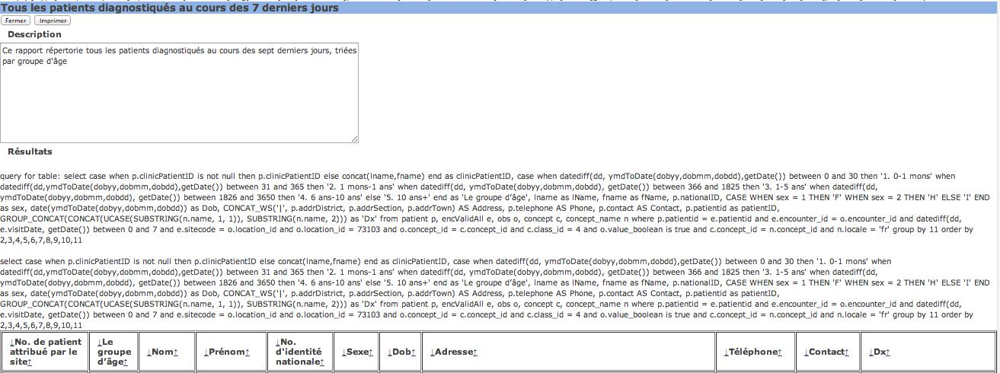 Tous les patients diagnostiqués au cours des 7 derniers jours
Fermer Imprimer
Description
Ce rapport répertorie tous les patients diagnostiqués au cours des sept derniers jours, triées
par groupe d'âge
Résultats
query for table: select case when p.clinicPatientID is not null then p.clinicPatientID else concat(lname,fname) end as clinicPatientID, case when datediff(dd, ymdToDate(dobyy,dobmm,dobdd),getDate()) between 0 and 30 then '1. 0-1 mons' when
datediff(dd,ymdToDate(dobyy,dobmm,dobdd),getDate()) between 31 and 365 then '2. 1 mons-1 ans' when datediff(dd, ymdToDate(dobyy,dobmm,dobdd), getDate()) between 366 and 1825 then '3. 1-5 ans' when datediff(dd,
ymdToDate(dobyy,dobmm,dobdd), getDate()) between 1826 and 3650 then '4. 6 ans-10 ans' else '5. 10 ans+' end as 'Le groupe d’âge', lname as lName, fname as fName, p.nationalID, CASE WHEN sex = 1 THEN 'F' WHEN sex = 2 THEN 'H' ELSE 'I' END
as sex, date(ymdToDate(dobyy,dobmm,dobdd)) as Dob, CONCAT_WS('|', p.addrDistrict, p.addrSection, p.addrTown) AS Address, p.telephone AS Phone, p.contact AS Contact, p.patientid as patientID,
GROUP_CONCAT(CONCAT(UCASE(SUBSTRING(n.name, 1, 1)), SUBSTRING(n.name, 2))) as 'Dx' from patient p, encValidAll e, obs o, concept c, concept_name n where p.patientid = e.patientid and e.encounter_id = o.encounter_id and datediff(dd,
e.visitDate, getDate()) between 0 and 7 and e.sitecode = o.location_id and o.location_id = 73103 and o.concept_id = c.concept_id and c.class_id = 4 and o.value_boolean is true and c.concept_id = n.concept_id and n.locale = 'fr' group by 11 order by
2,3,4,5,6,7,8,9,10,11
select case when p.clinicPatientID is not null then p.clinicPatientID else concat(lname,fname) end as clinicPatientID, case when datediff(dd, ymdToDate(dobyy,dobmm,dobdd),getDate()) between 0 and 30 then '1. 0-1 mons' when
datediff(dd,ymdToDate(dobyy,dobmm,dobdd),getDate()) between 31 and 365 then '2. 1 mons-1 ans' when datediff(dd, ymdToDate(dobyy,dobmm,dobdd), getDate()) between 366 and 1825 then '3. 1-5 ans' when datediff(dd,
ymdToDate(dobyy,dobmm,dobdd), getDate()) between 1826 and 3650 then '4. 6 ans-10 ans' else '5. 10 ans+' end as 'Le groupe d’âge', lname as lName, fname as fName, p.nationalID, CASE WHEN sex = 1 THEN 'F' WHEN sex = 2 THEN 'H' ELSE 'I' END
as sex, date(ymdToDate(dobyy,dobmm,dobdd)) as Dob, CONCAT_WS('|', p.addrDistrict, p.addrSection, p.addrTown) AS Address, p.telephone AS Phone, p.contact AS Contact, p.patientid as patientID,
GROUP_CONCAT(CONCAT(UCASE(SUBSTRING(n.name, 1, 1)), SUBSTRING(n.name, 2))) as 'Dx' from patient p, encValidAll e, obs o, concept c, concept_name n where p.patientid = e.patientid and e.encounter_id = o.encounter_id and datediff(dd,
e.visitDate, getDate()) between 0 and 7 and e.sitecode = o.location_id and o.location_id = 73103 and o.concept_id = c.concept_id and c.class_id = 4 and o.value_boolean is true and c.concept_id = n.concept_id and n.locale = 'fr' group by 11 order by
2,3,4,5,6,7,8,9,10,11
↓No. de patient
attribué par le
site↑
↓Le
groupe
d’âge↑
↓Nom↑
↓Prénom↑
↓No.
d'identité
nationale↑
↓Sexe↑
↓Dob↑
↓Adresse↑
↓Téléphone↑
↓Contact↑
↓Dx↑